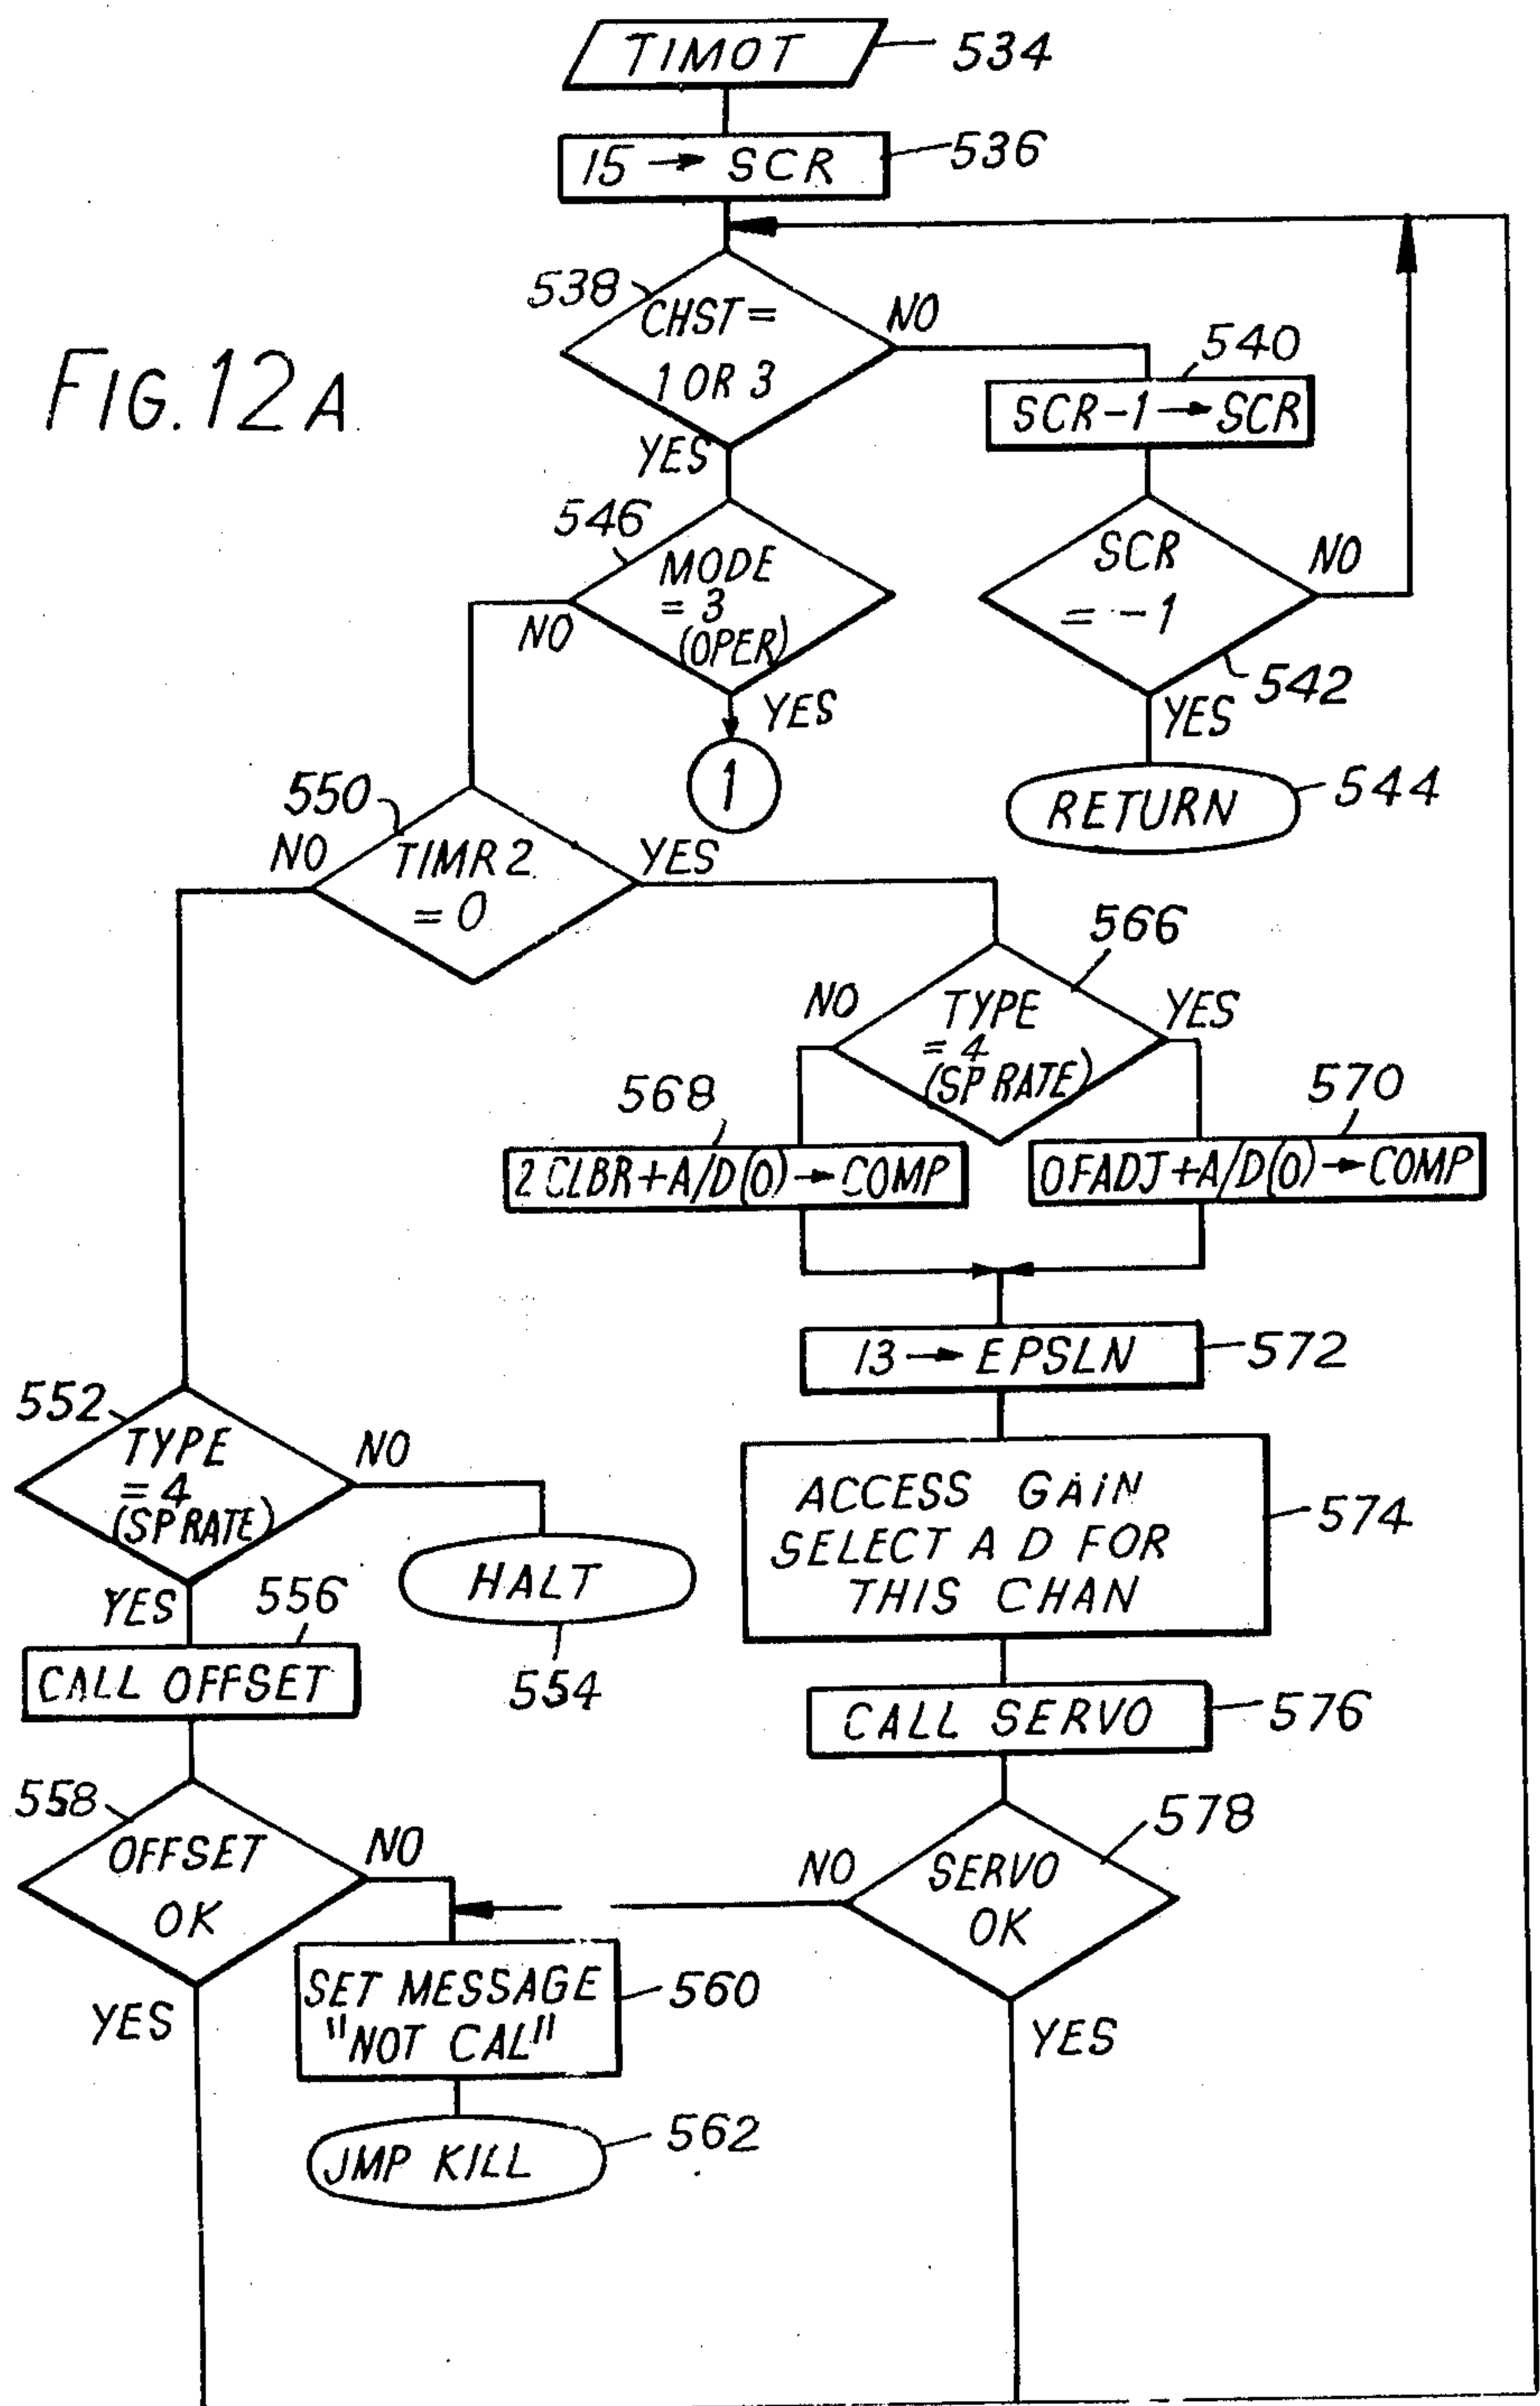 TIMOT
534
15 → SCR
536
538
CHST =
1 OR 3
NO
YES
FIG. 12A
540
SCR-1 → SCR
546
MODE
= 3
(OPER)
NO
YES
SCR
= -1
NO
542
YES
1
RETURN
544
550
NO
TIMR 2
= 0
YES
566
NO
TYPE
= 4
(SP RATE)
YES
568
570
2 CLBR+A/D(0) → COMP
OFADJ+A/D(0) → COMP
13 → EPSLN
572
552
TYPE
= 4
(SP RATE)
NO
YES
HALT
554
ACCESS GAIN
SELECT A D FOR
THIS CHAN
574
556
CALL OFFSET
CALL SERVO
576
558
OFFSET
OK
NO
YES
578
NO
SERVO
OK
YES
SET MESSAGE
"NOT CAL"
560
JMP KILL
562